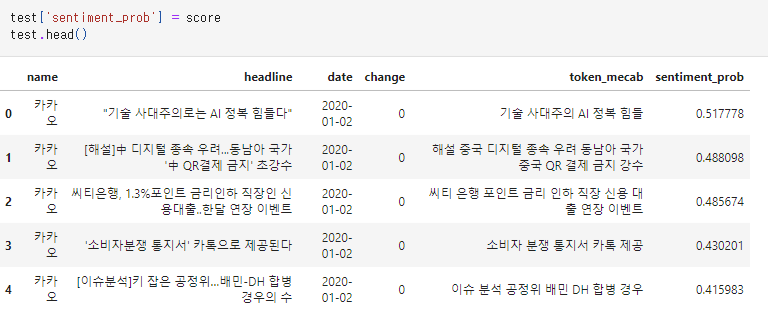 test['sentiment_prob'] = score
test.head()
name headline date change token_mecab sentiment_prob
0 카카 "기술 사대주의로는 AI 정복 힘들다" 2020- 0 기술 사대주의 AI 정복 힘들 0.517778
오 01-02
1 카카 [해설]中 디지털 종속 우려...동남아 국가 2020- 0 해설 중국 디지털 종속 우려 동남아 국가 0.488098
오 '中 QR결제 금지' 초강수 01-02 중국 QR 결제 금지 강수
2 카카 씨티은행, 1.3%포인트 금리인하 직장인 신 2020- 0 씨티 은행 포인트 금리 인하 직장 신용 대 0.485674
오 용대출..한달 연장 이벤트 01-02 출 연장 이벤트
3 카카 '소비자분쟁 통지서' 카톡으로 제공된다 2020- 0 소비자 분쟁 통지서 카톡 제공 0.430201
오 01-02
4 카카 [이슈분석]키 잡은 공정위...배민-DH 합병 2020- 0 이슈 분석 공정위 배민 DH 합병 경우 0.415983
오 경우의 수 01-02